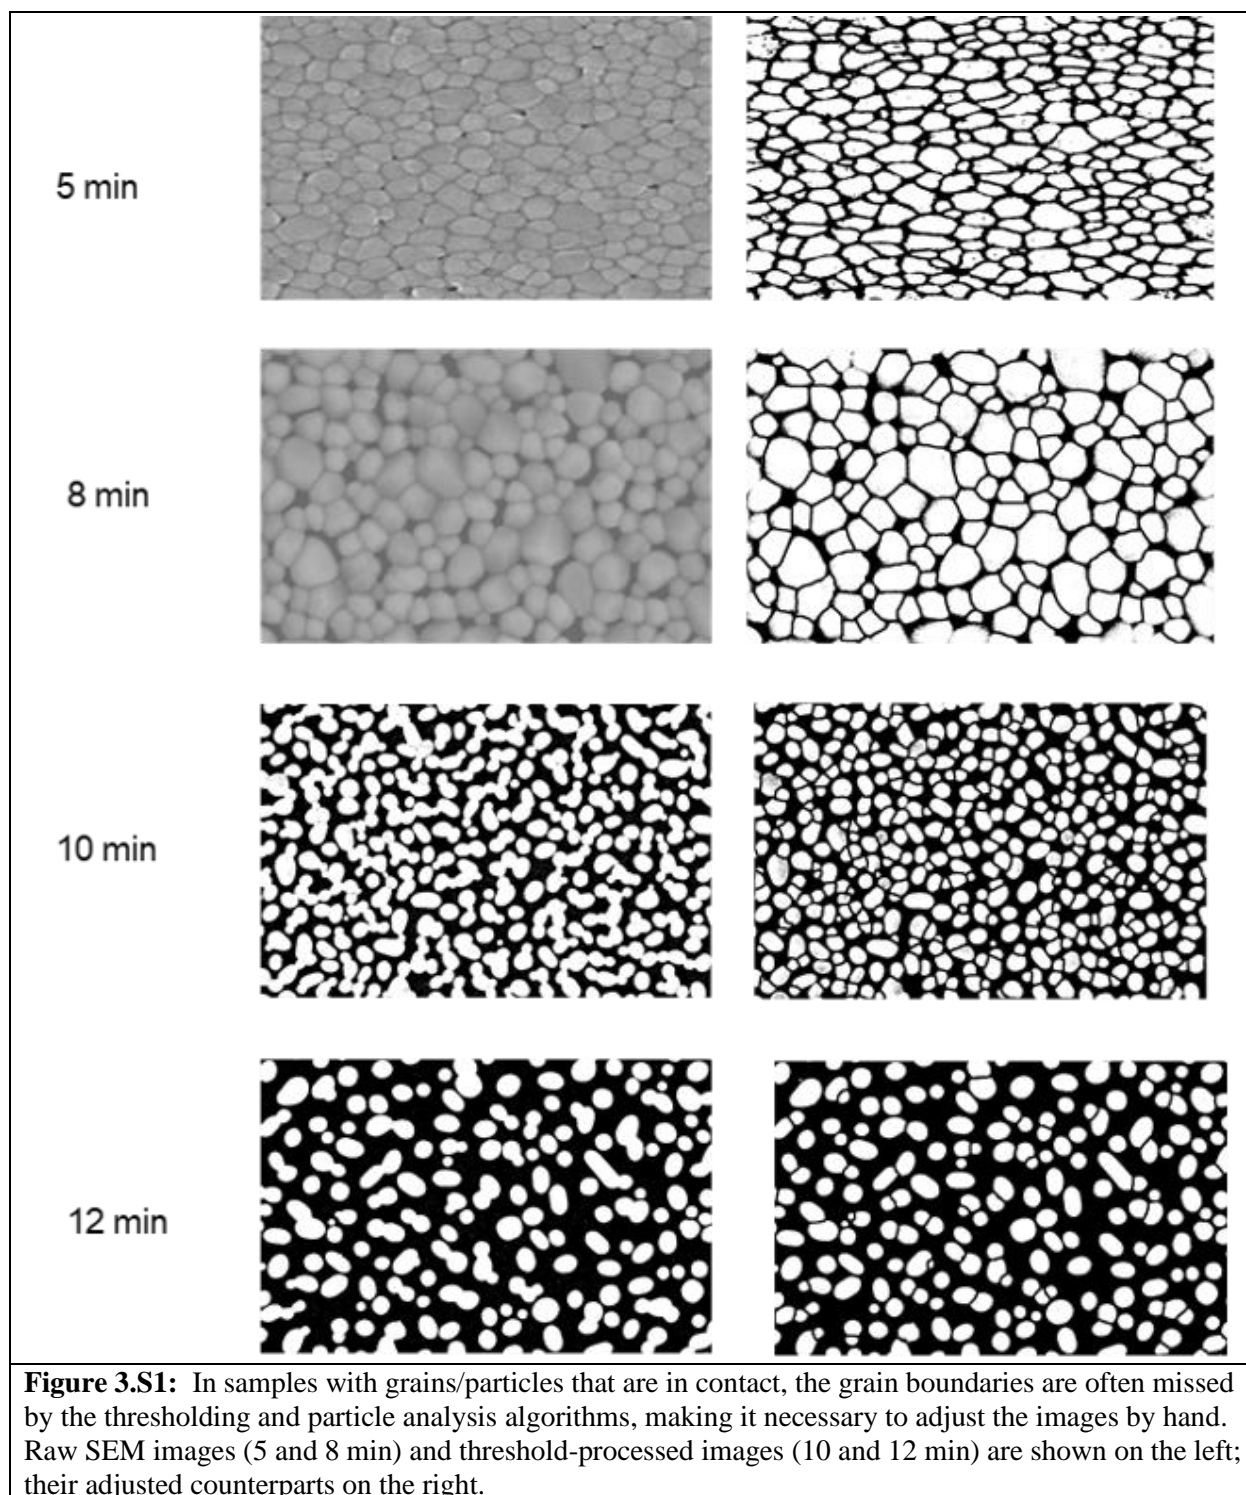 5 min
8 min
10 min
12 min
Figure 3.S1: In samples with grains/particles that are in contact, the grain boundaries are often missed
by the thresholding and particle analysis algorithms, making it necessary to adjust the images by hand.
Raw SEM images (5 and 8 min) and threshold-processed images (10 and 12 min) are shown on the left;
their adjusted counterparts on the right.